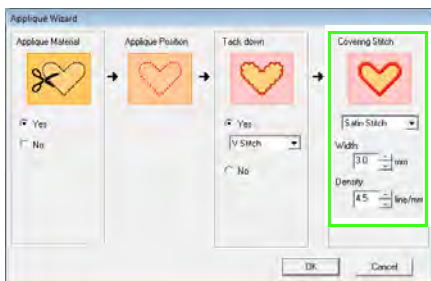 Applique Wizard
Applique Material
Applique Position
Tack down
Covering Stitch
Yes
No
Yes
V Stitch
No
Satin Stitch
Width
3.0 mm
Density
4.5 line/mm
OK
Cancel